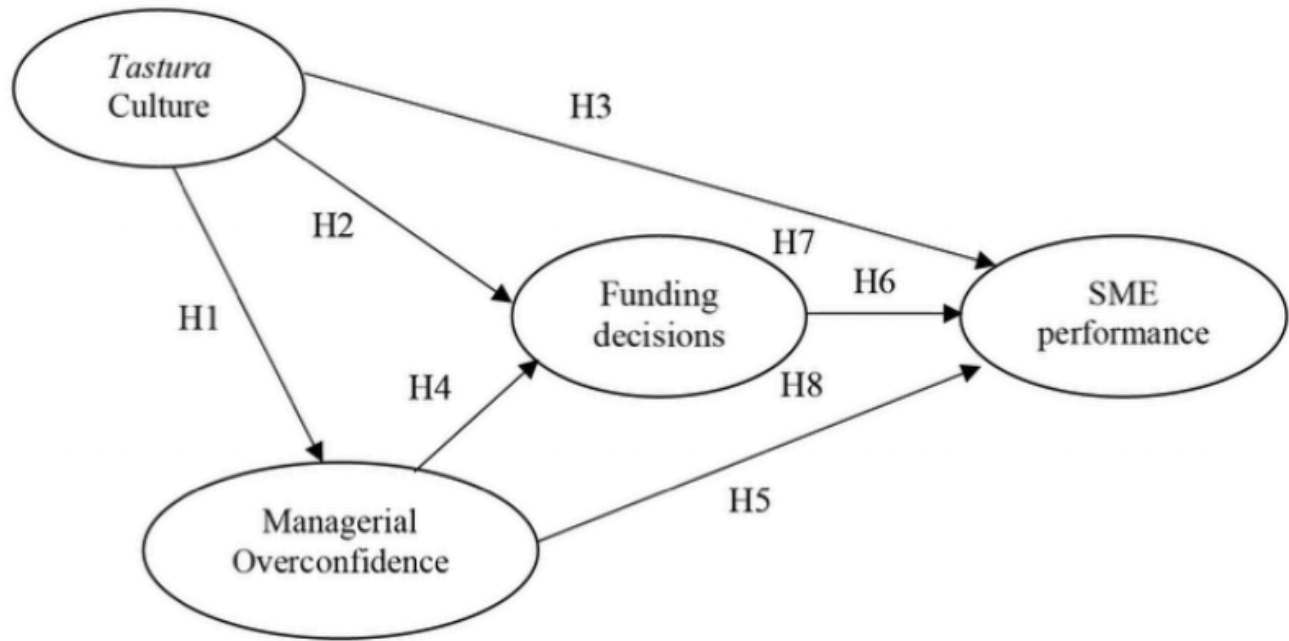 Tastura
Culture
H3
H2
H7
H1
Funding
decisions
H6
SME
performance
H4
H8
H5
Managerial
Overconfidence